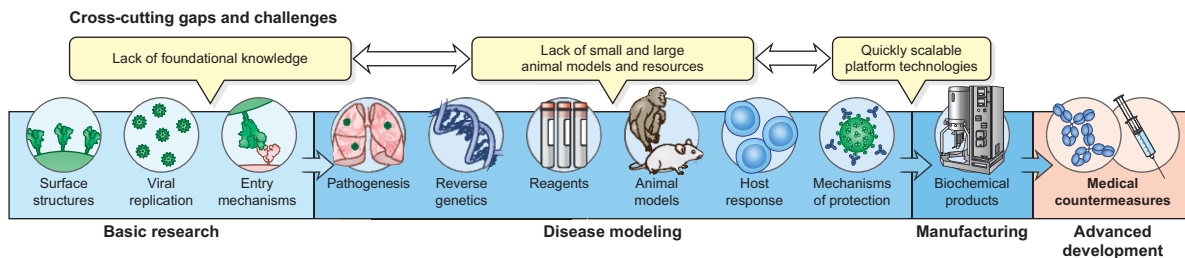 Cross-cutting gaps and challenges
Lack of foundational knowledge
Lack of small and large
animal models and resources
Quickly scalable
platform technologies
Surface
structures
Viral
replication
Entry
mechanisms
Pathogenesis
Reverse
genetics
Reagents
Animal
models
Host
response
Mechanisms
of protection
Biochemical
products
Medical
countermeasures
Basic research
Disease modeling
Manufacturing
Advanced
development